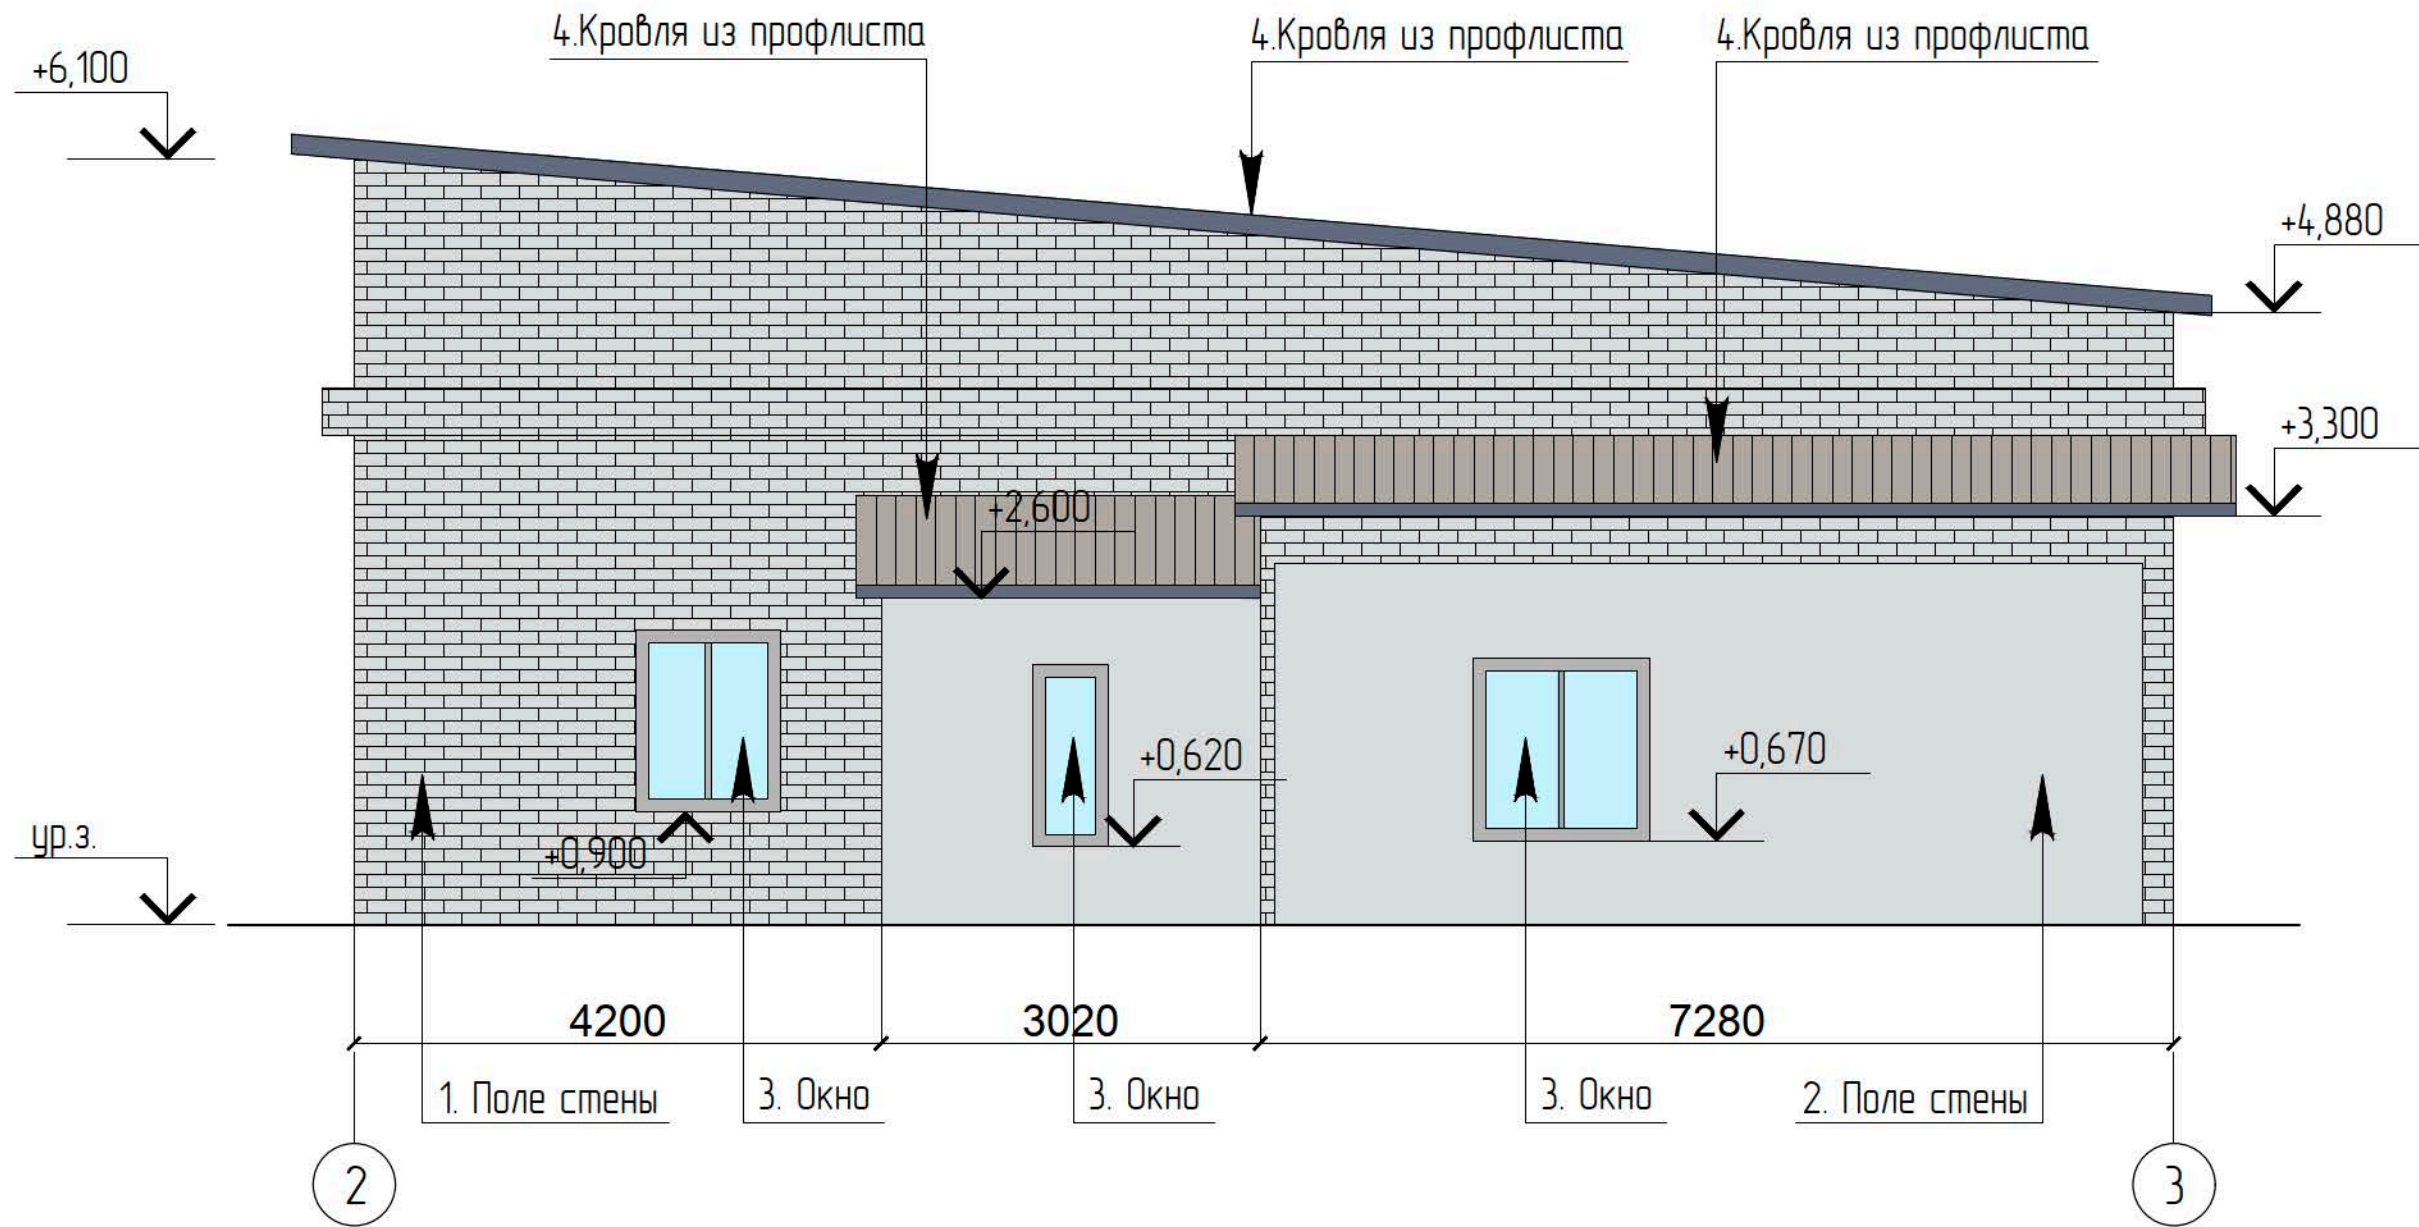 4.Кровля из профлиста
4.Кровля из профлиста
4.Кровля из профлиста
+6,100
+4,880
+3,300
+2,600
+0,620
+0,670
ур.з.
+0,900
4200
3020
7280
1. Поле стены
3. Окно
3. Окно
3. Окно
2. Поле стены
2
3